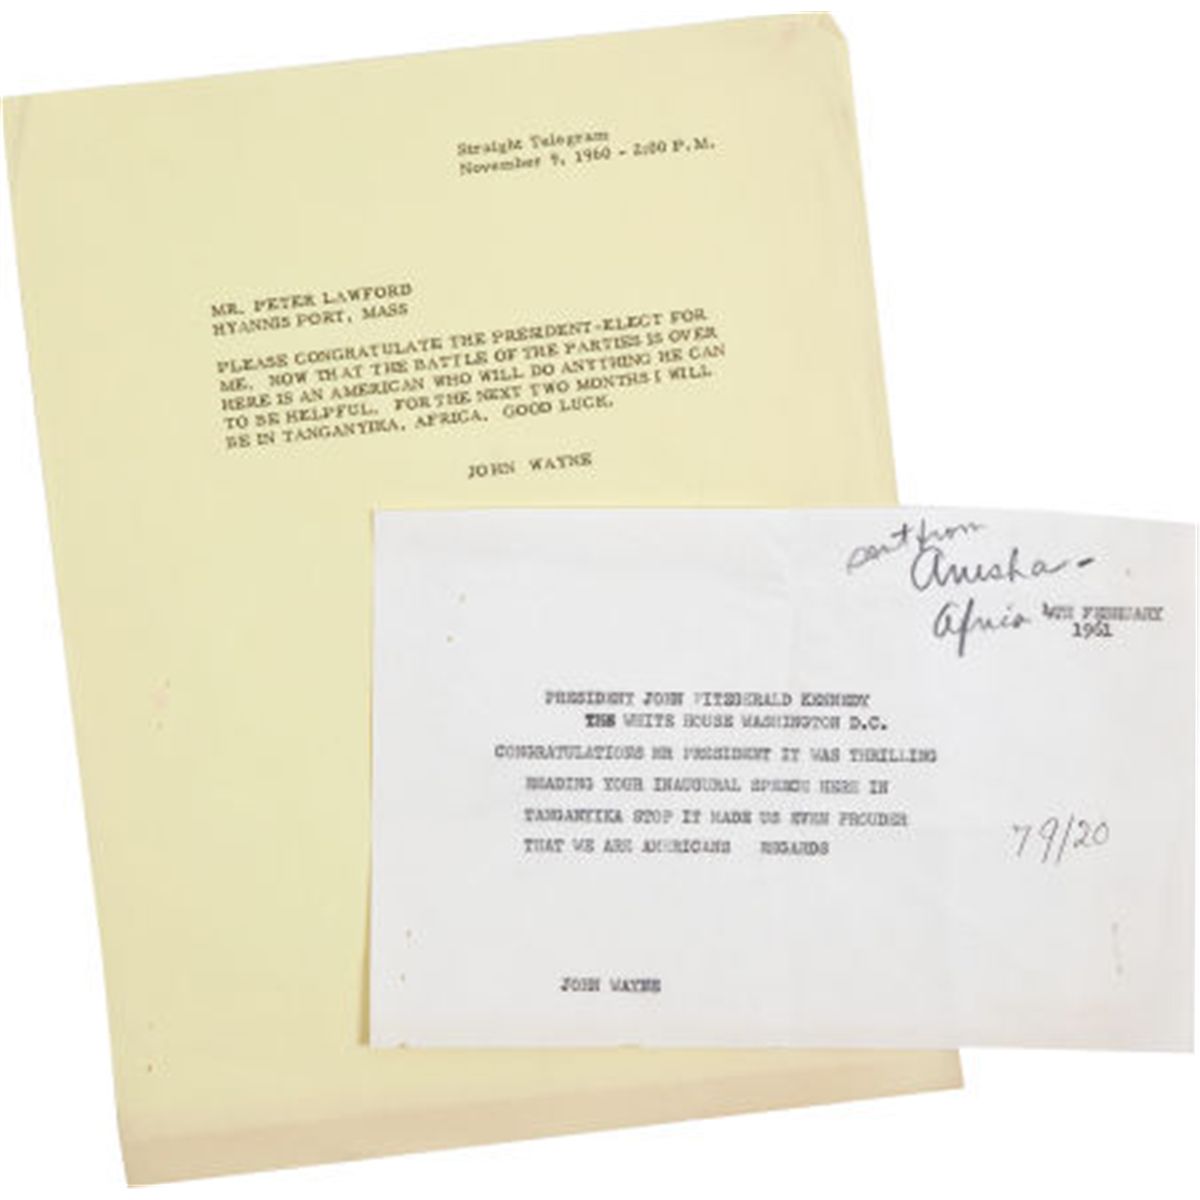 Straight Telegram
November 9, 1960 - 2:00 P.M.
MR. PETER LAWFORD
HYANNIS PORT, MASS
PLEASE CONGRATULATE THE PRESIDENT-ELECT FOR
ME. NOW THAT THE BATTLE OF THE PARTIES IS OVER
HERE IS AN AMERICAN WHO WILL DO ANYTHING HE CAN
TO BE HELPFUL. FOR THE NEXT TWO MONTHS I WILL
BE IN TANGANYIKA, AFRICA. GOOD LUCK.
JOHN WAYNE
sent from
Arusha -
Africa 4TH FEBRUARY
1961
PRESIDENT JOHN FITZGERALD KENNEDY
THE WHITE HOUSE WASHINGTON D.C.
CONGRATULATIONS MR PRESIDENT IT WAS THRILLING
READING YOUR INAUGURAL SPEECH HERE IN
TANGANYIKA STOP IT MADE US EVEN PROUDER
THAT WE ARE AMERICANS REGARDS
79/20
JOHN WAYNE